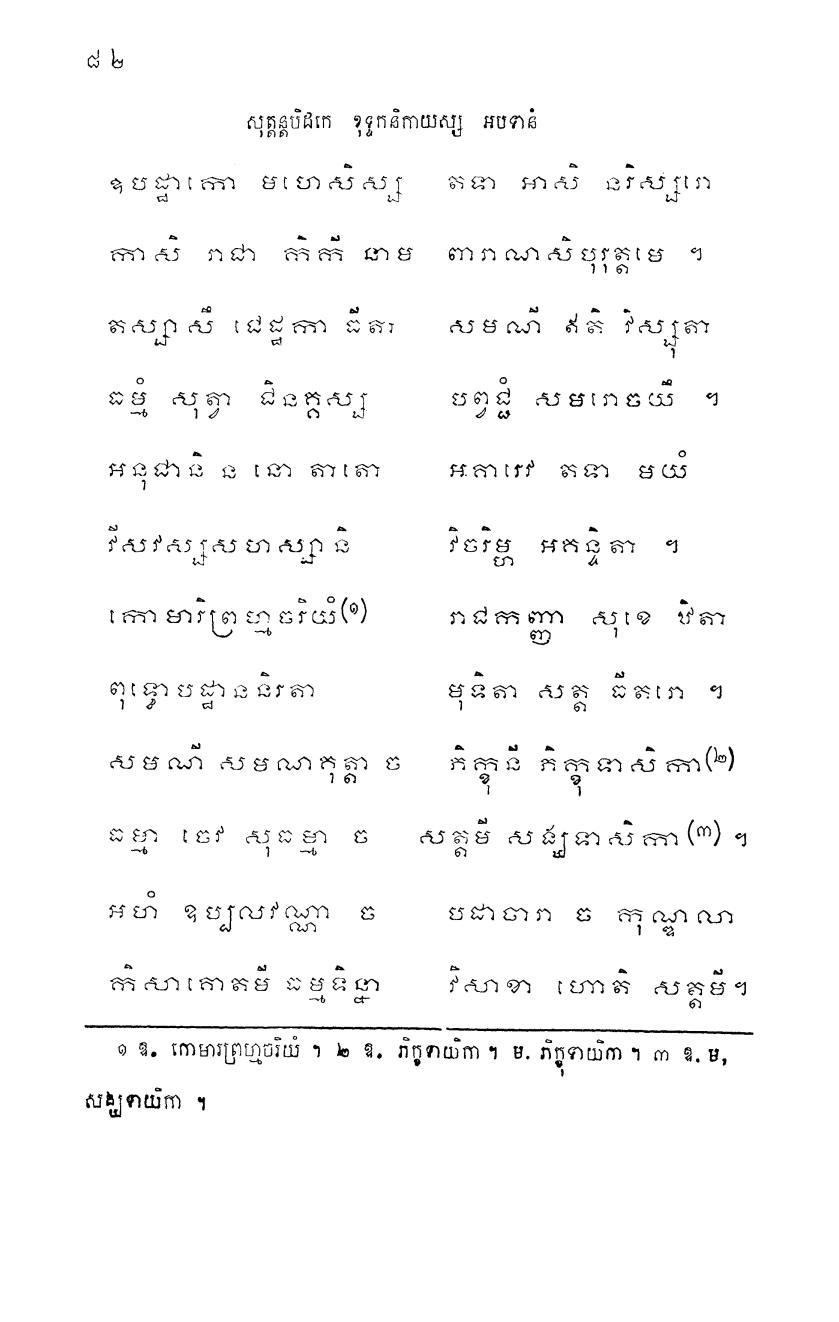 ៨២
សុត្តន្តបិដកេ ខុទ្ទកនិកាយស្ស អបទានំ
ឧបដ្ឋាកោ មហេសិស្ស តទា អាសិ នរិស្សរោ
កាសិ រាជា កិកី នាម ពារាណសិបុរុត្តមេ ។
តស្សាសឹ ជេដ្ឋកា ធីតា សមណី ឥតិ វិស្សុតា
ធម្មំ សុត្វា ជិនគ្គស្ស បព្វជ្ជំ សមរោចយឹ ។
អនុជានិ ន នោ តាតោ អគារេវ តទា មយំ
វីសវស្សសហស្សានិ វិចរិម្ហ អតន្ទិតា ។
កោមារិព្រហ្មចរិយំ(១) រាជកញ្ញា សុខេ ឋិតា
ពុទ្ធោបដ្ឋាននិរតា មុទិតា សត្ត ធីតរោ ។
សមណី សមណគុត្តា ច ភិក្ខុនី ភិក្ខុទាសិកា(២)
ធម្មា ចេវ សុធម្មា ច សត្តមី សង្ឃទាសិកា(៣) ។
អហំ ឧប្បលវណ្ណា ច បដាចារា ច កុណ្ឌលា
កិសាគោតមី ធម្មទិន្នា វិសាខា ហោតិ សត្តមី។
១ ឱ. កោមារព្រហ្មចរិយំ ។ ២ ឱ. ភិក្ខទាយិកា ។ ម. ភិក្ខុទាយិកា ។ ៣ ឱ. ម,
សង្ឃទាយិកា ។